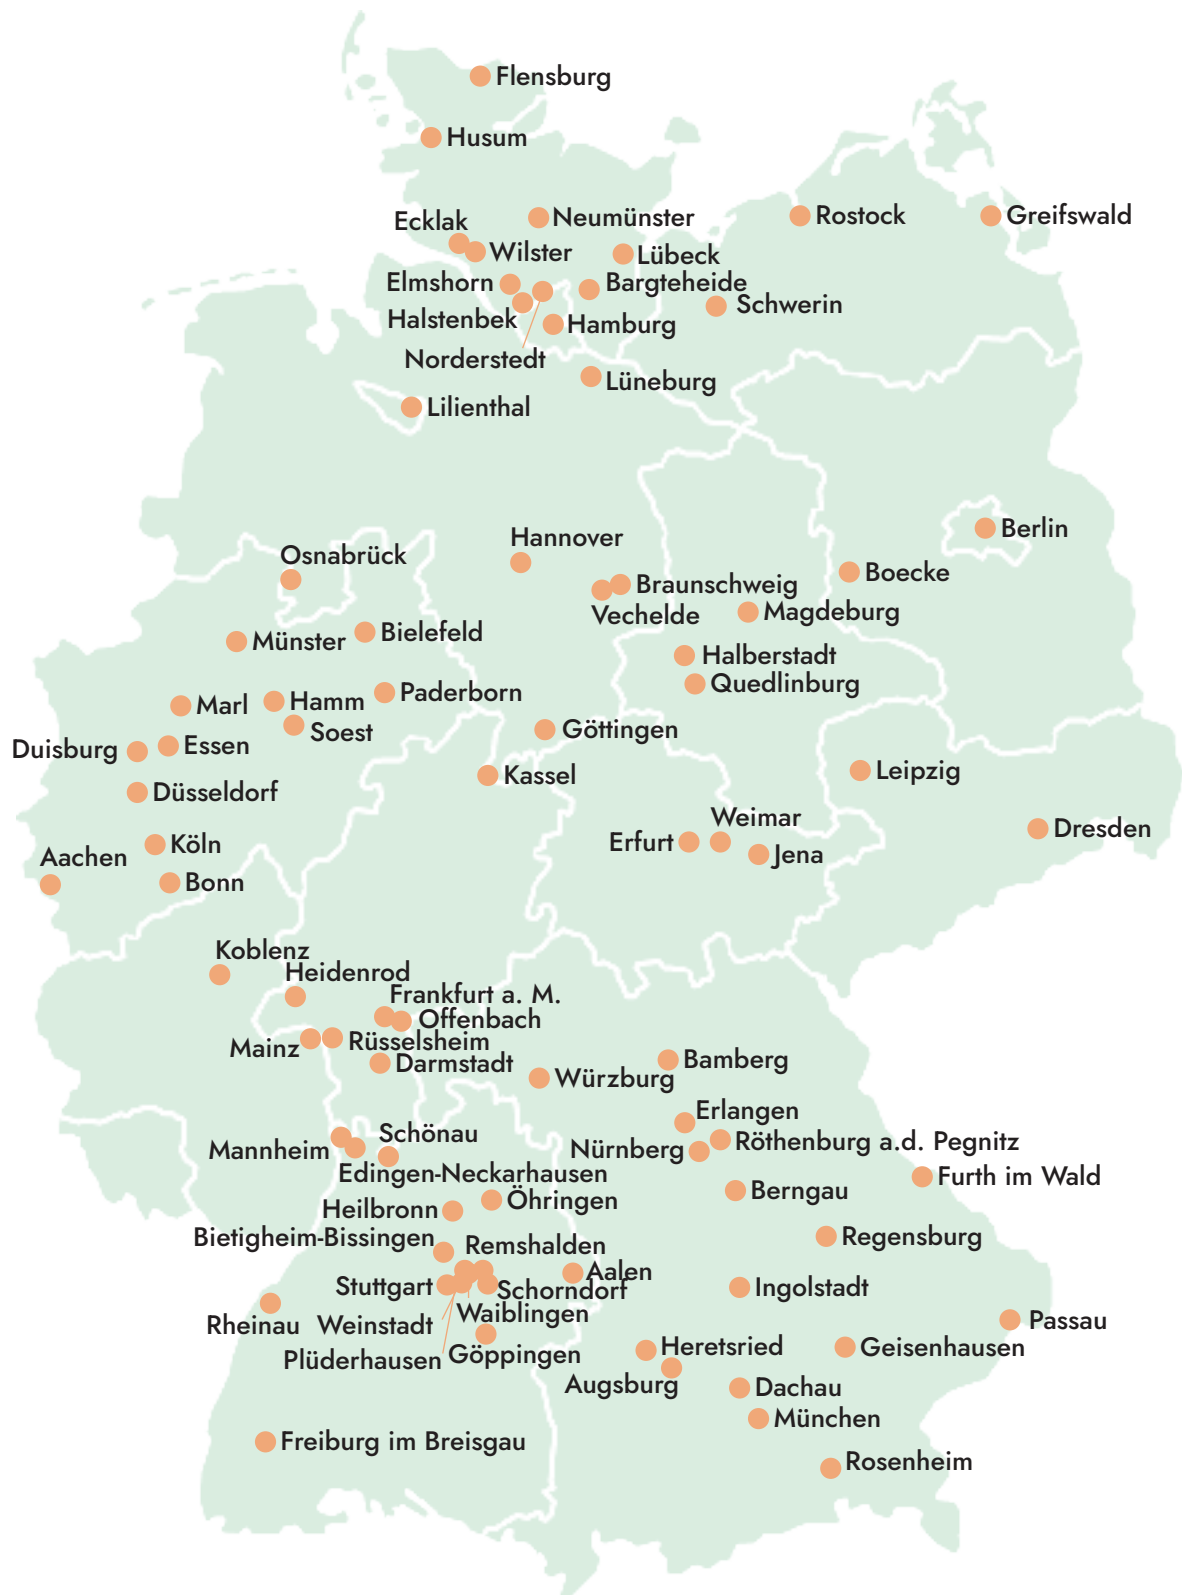 Flensburg
Husum
Neumünster
Rostock
Greifswald
Ecklak
Wilster
Lübeck
Elmshorn
Bargteheide
Schwerin
Halstenbek
Hamburg
Norderstedt
Lüneburg
Lilienthal
Berlin
Hannover
Osnabrück
Boecke
Braunschweig
Vechelde
Magdeburg
Münster
Bielefeld
Halberstadt
Quedlinburg
Paderborn
Hamm
Marl
Soest
Göttingen
Duisburg
Essen
Kassel
Leipzig
Düsseldorf
Weimar
Dresden
Erfurt
Köln
Jena
Aachen
Bonn
Koblenz
Heidenrod
Frankfurt a. M.
Offenbach
Mainz
Rüsselsheim
Darmstadt
Bamberg
Würzburg
Erlangen
Schönau
Röthenburg a.d. Pegnitz
Mannheim
Nürnberg
Edingen-Neckarhausen
Furth im Wald
Berngau
Öhringen
Heilbronn
Bietigheim-Bissingen
Regensburg
Remshalden
Aalen
Stuttgart
Schorndorf
Ingolstadt
Waiblingen
Passau
Rheinau
Weinstadt
Heretsried
Geisenhausen
Plüderhausen
Göppingen
Augsburg
Dachau
München
Freiburg im Breisgau
Rosenheim